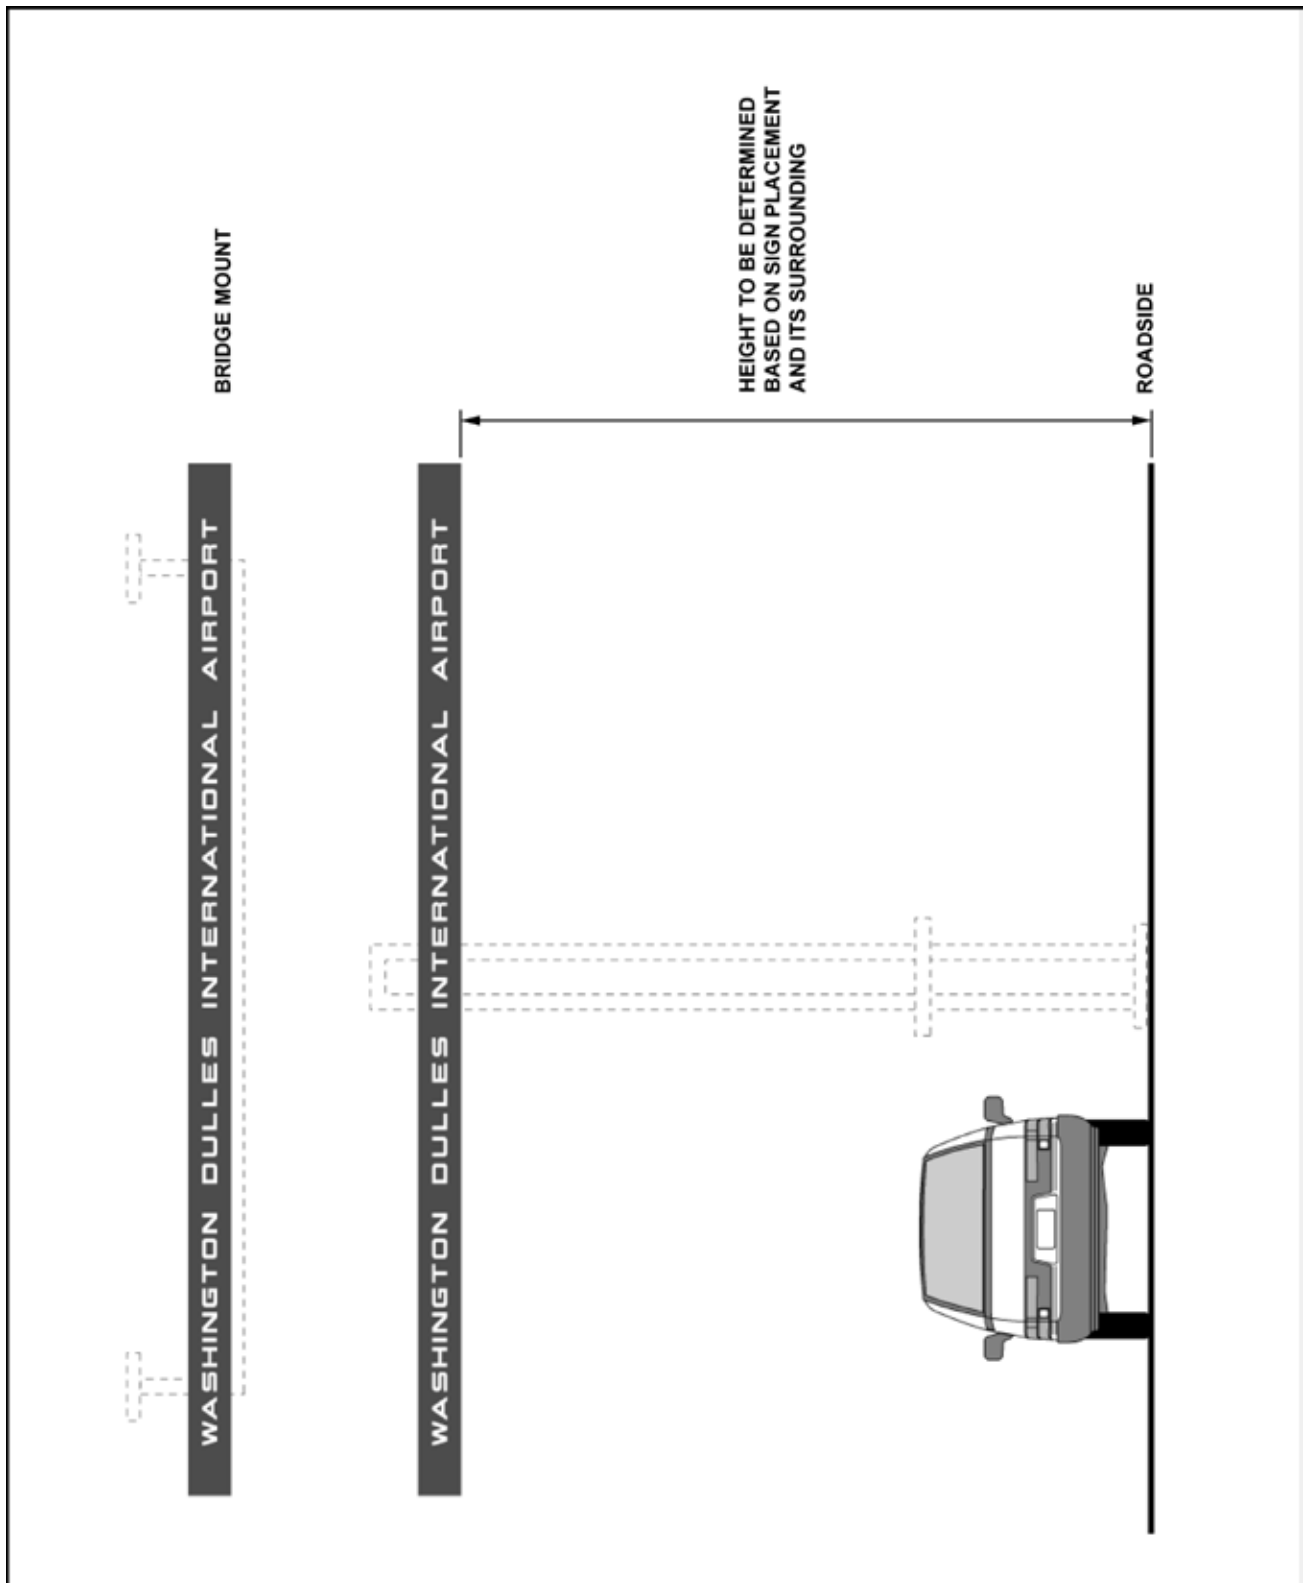 BRIDGE MOUNT
WASHINGTON DULLES INTERNATIONAL AIRPORT
WASHINGTON DULLES INTERNATIONAL AIRPORT
HEIGHT TO BE DETERMINED
BASED ON SIGN PLACEMENT
AND ITS SURROUNDING
ROADSIDE